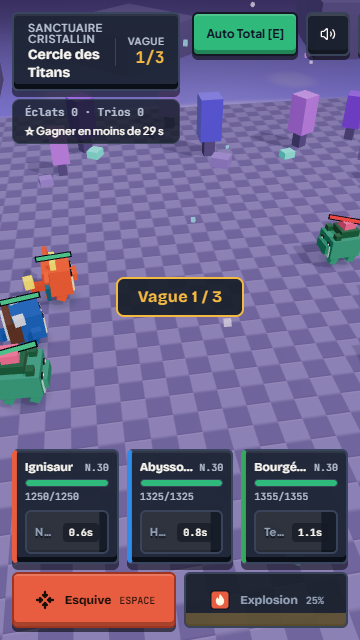 SANCTUAIRE
CRISTALLIN
Cercle des
Titans
VAGUE
1/3
Auto Total [E]
Éclats 0 · Trios 0
★ Gagner en moins de 29 s
Vague 1 / 3
Ignisaur N.30
1250/1250
N... 0.6s
Abysso... N.30
1325/1325
H... 0.8s
Bourgé... N.30
1355/1355
Te... 1.1s
Esquive ESPACE
Explosion 25%